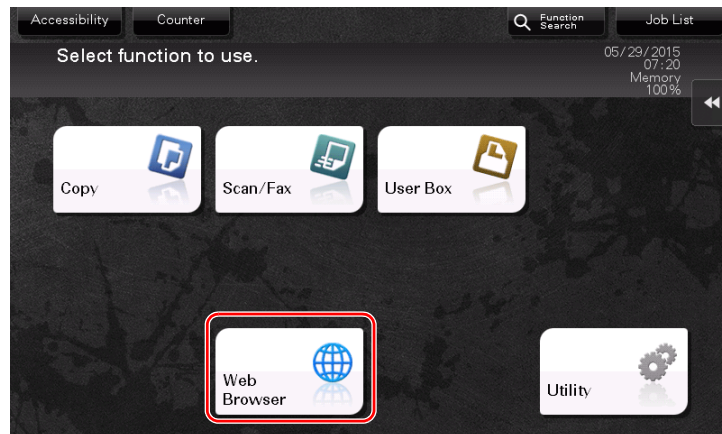 Accessibility
Counter
Function
Search
Job List
Select function to use.
05/29/2015
07:20
Memory
100%
Copy
Scan/Fax
User Box
Web
Browser
Utility